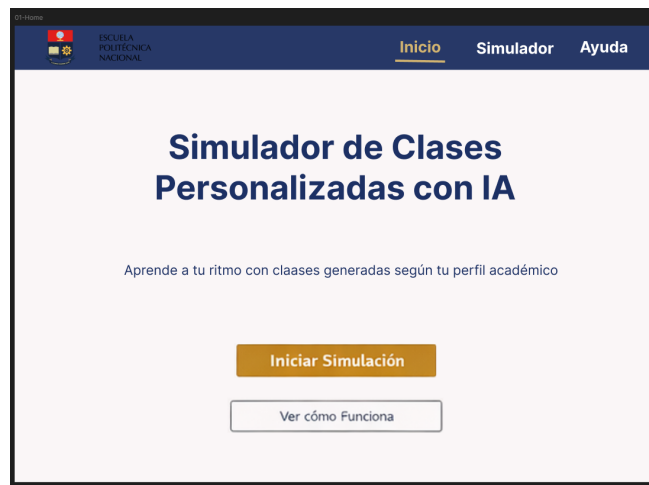 01-Home
ESCUELA
POLITÉCNICA
NACIONAL
Inicio Simulador Ayuda
Simulador de Clases
Personalizadas con IA
Aprende a tu ritmo con claases generadas según tu perfil académico
Iniciar Simulación
Ver cómo Funciona